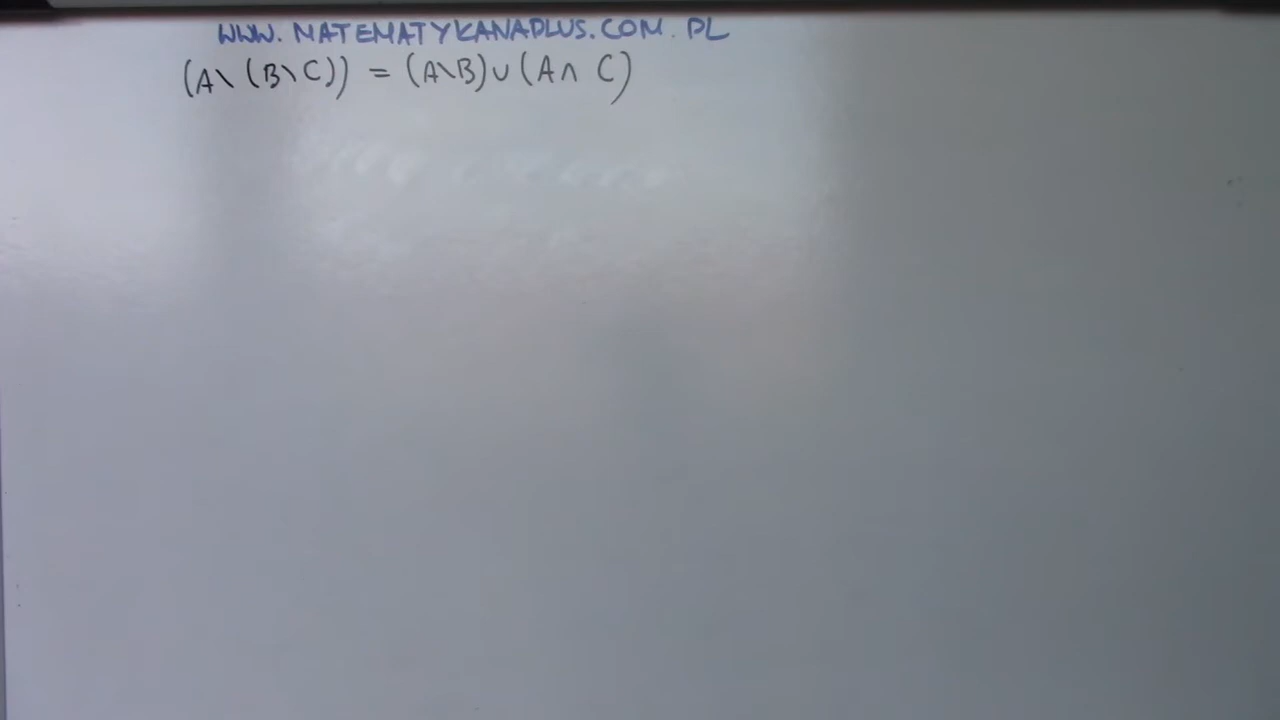 WWW.MATEMATYKANAPLUS.COM.PL
(A\(B\C)) = (A\B)∪(A∩C)